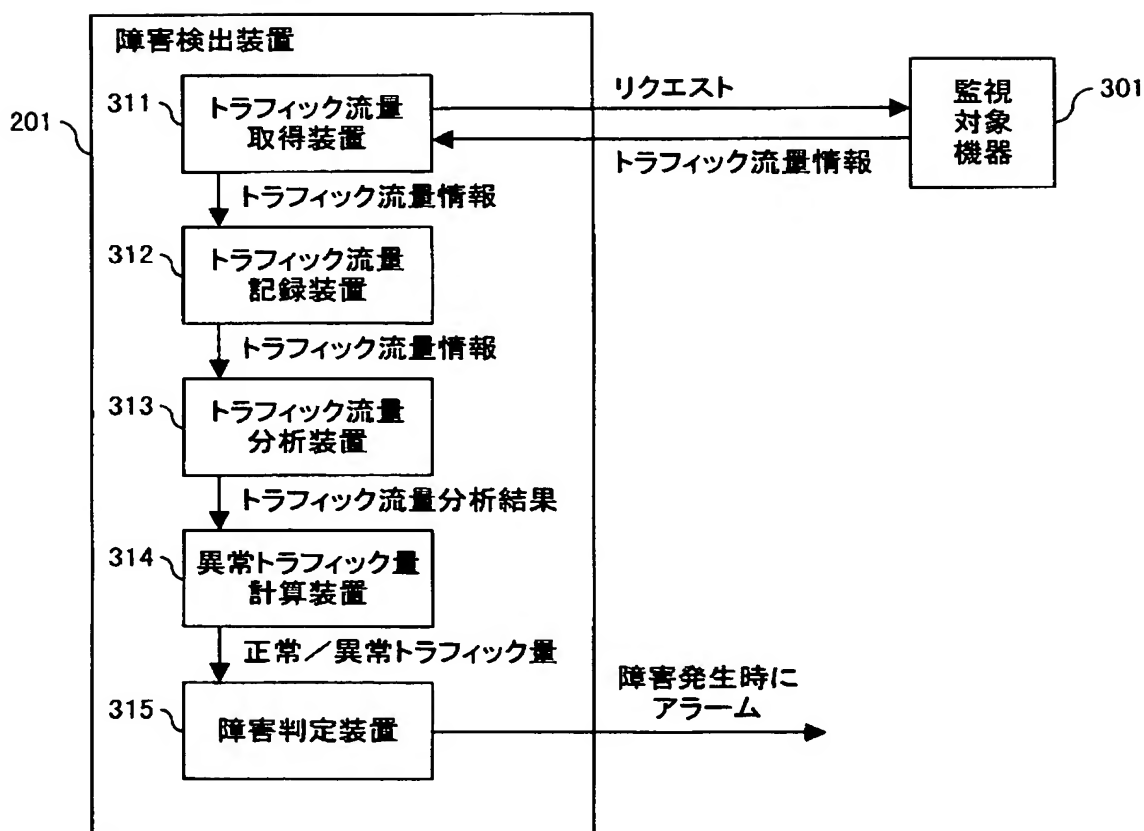 障害検出装置
201
311
トラフィック流量
取得装置
リクエスト
トラフィック流量情報
監視
対象
機器
301
トラフィック流量情報
312
トラフィック流量
記録装置
トラフィック流量情報
313
トラフィック流量
分析装置
トラフィック流量分析結果
314
異常トラフィック量
計算装置
正常／異常トラフィック量
315
障害判定装置
障害発生時に
アラーム